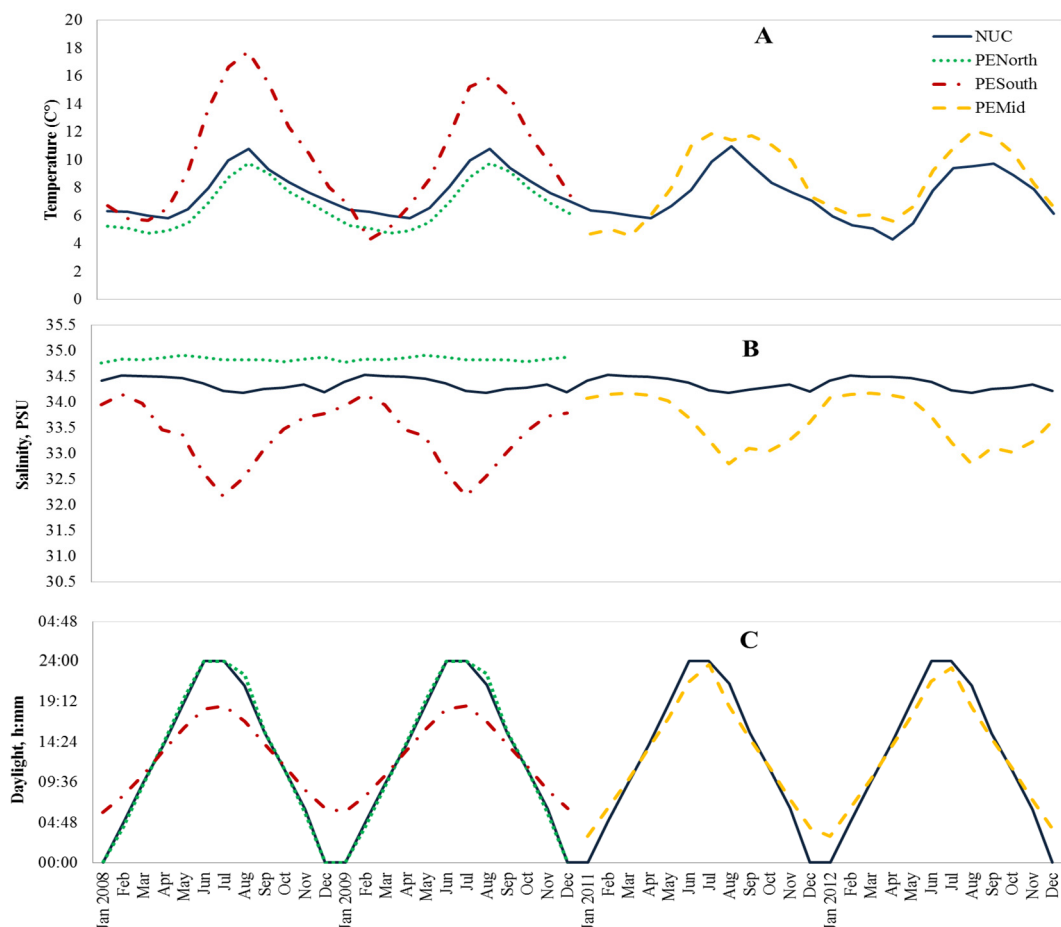 A
NUC
PENorth
PESouth
PEMid
Temperature (C°)
20
18
16
14
12
10
8
6
4
2
0
B
Salinity, PSU
35.5
35.0
34.5
34.0
33.5
33.0
32.5
32.0
31.5
31.0
30.5
C
Daylight, h:mm
04:48
24:00
19:12
14:24
09:36
04:48
00:00
Jan 2008
Feb
Mar
Apr
May
Jun
Jul
Aug
Sep
Oct
Nov
Dec
Jan 2009
Feb
Mar
Apr
May
Jun
Jul
Aug
Sep
Oct
Nov
Dec
Jan 2011
Feb
Mar
Apr
May
Jun
Jul
Aug
Sep
Oct
Nov
Dec
Jan 2012
Feb
Mar
Apr
May
Jun
Jul
Aug
Sep
Oct
Nov
Dec